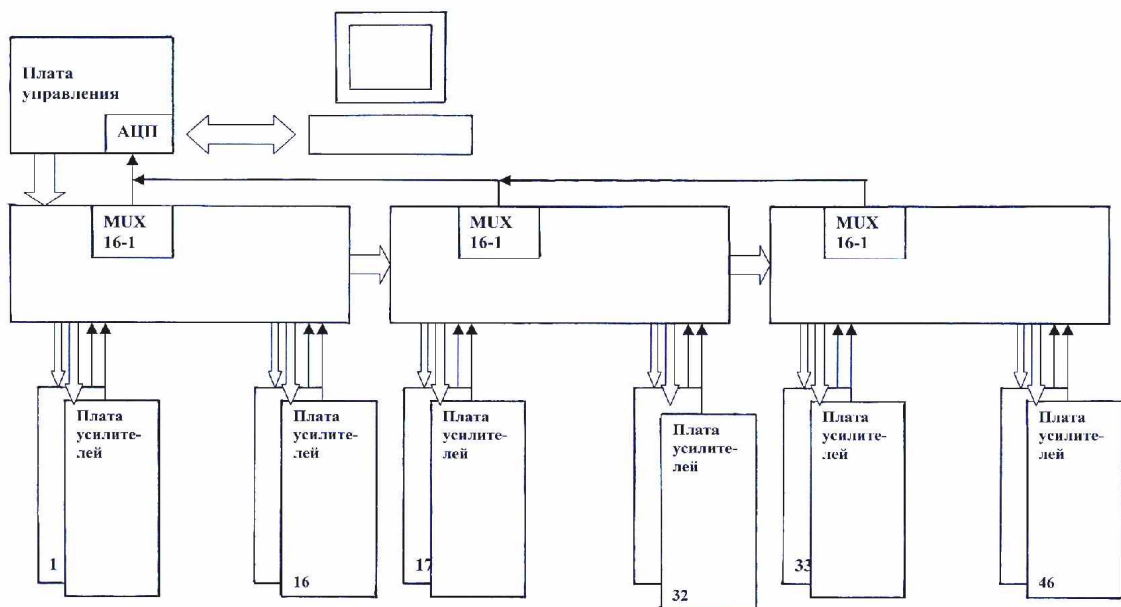 Плата
управления
АЦП
MUX
16-1
MUX
16-1
MUX
16-1
Плата
усилите-
лей
1
Плата
усилите-
лей
16
Плата
усилите-
лей
17
Плата
усилите-
лей
32
Плата
усилите-
лей
33
Плата
усилите-
лей
46